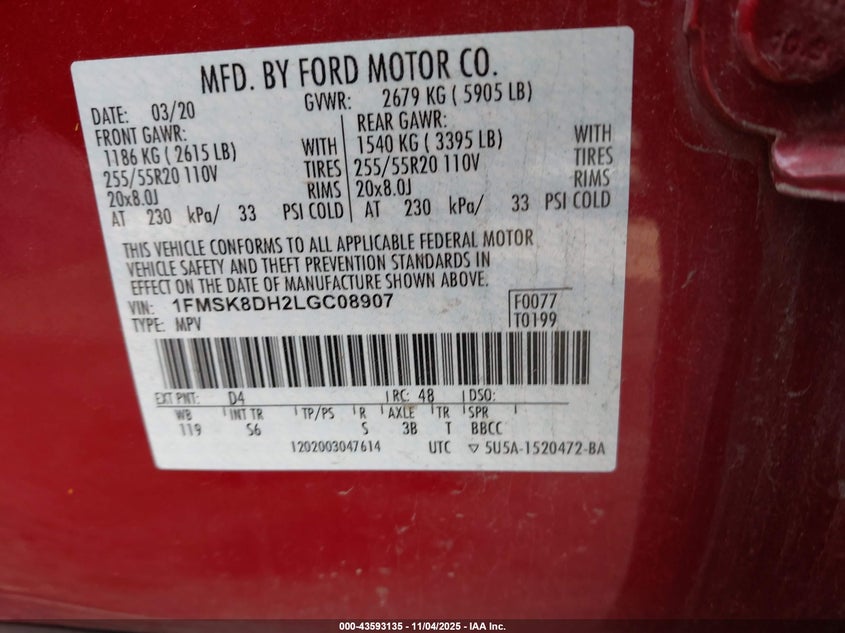 MFD. BY FORD MOTOR CO.
DATE: 03/20 GVWR: 2679 KG ( 5905 LB)
FRONT GAWR: REAR GAWR:
1186 KG ( 2615 LB) WITH 1540 KG ( 3395 LB) WITH
255/55R20 110V TIRES 255/55R20 110V TIRES
20x8.0J RIMS 20x8.0J RIMS
AT 230 kPa/ 33 PSI COLD AT 230 kPa/ 33 PSI COLD
THIS VEHICLE CONFORMS TO ALL APPLICABLE FEDERAL MOTOR
VEHICLE SAFETY AND THEFT PREVENTION STANDARDS IN
EFFECT ON THE DATE OF MANUFACTURE SHOWN ABOVE.
VIN: 1FMSK8DH2LGC08907 F0077
TYPE: MPV T0199
EXT PNT: D4 RC: 48 DSO:
WB INT TR TP/PS R AXLE TR SPR
119 S6 S 3B T BBCC
1202003047614 UTC ▽ 5U5A-1520472-BA
000-43593135 - 11/04/2025 - IAA Inc.